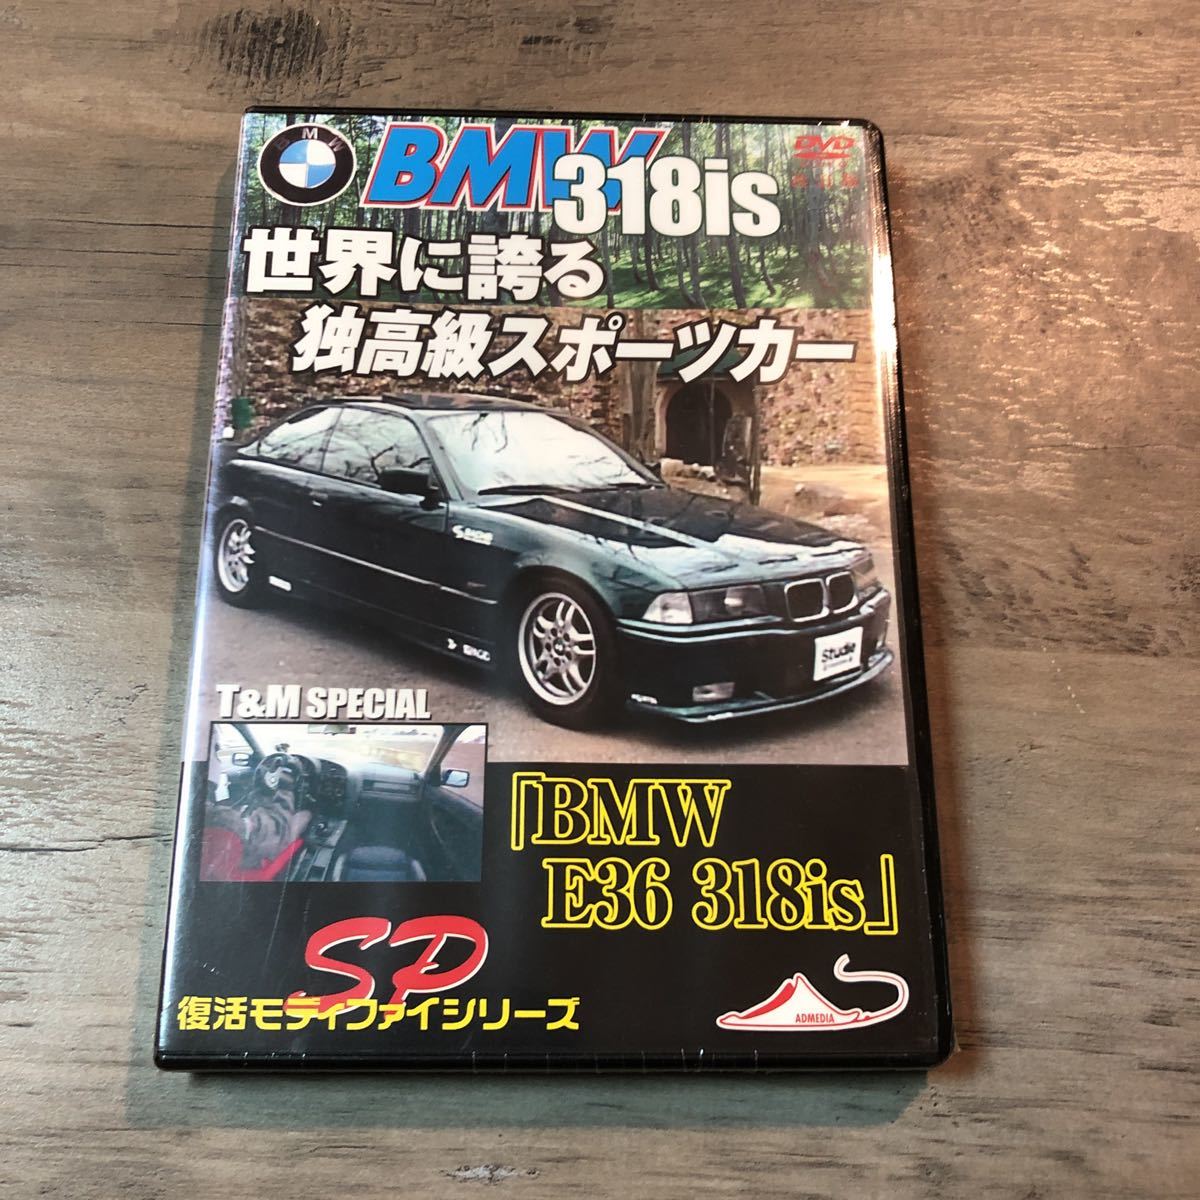 BMW
BMW
318is
DVD
世界に誇る
独高級スポーツカー
Studie
T&M SPECIAL
「BMW
E36 318is」
SP
復活モディファイシリーズ
ADMEDIA